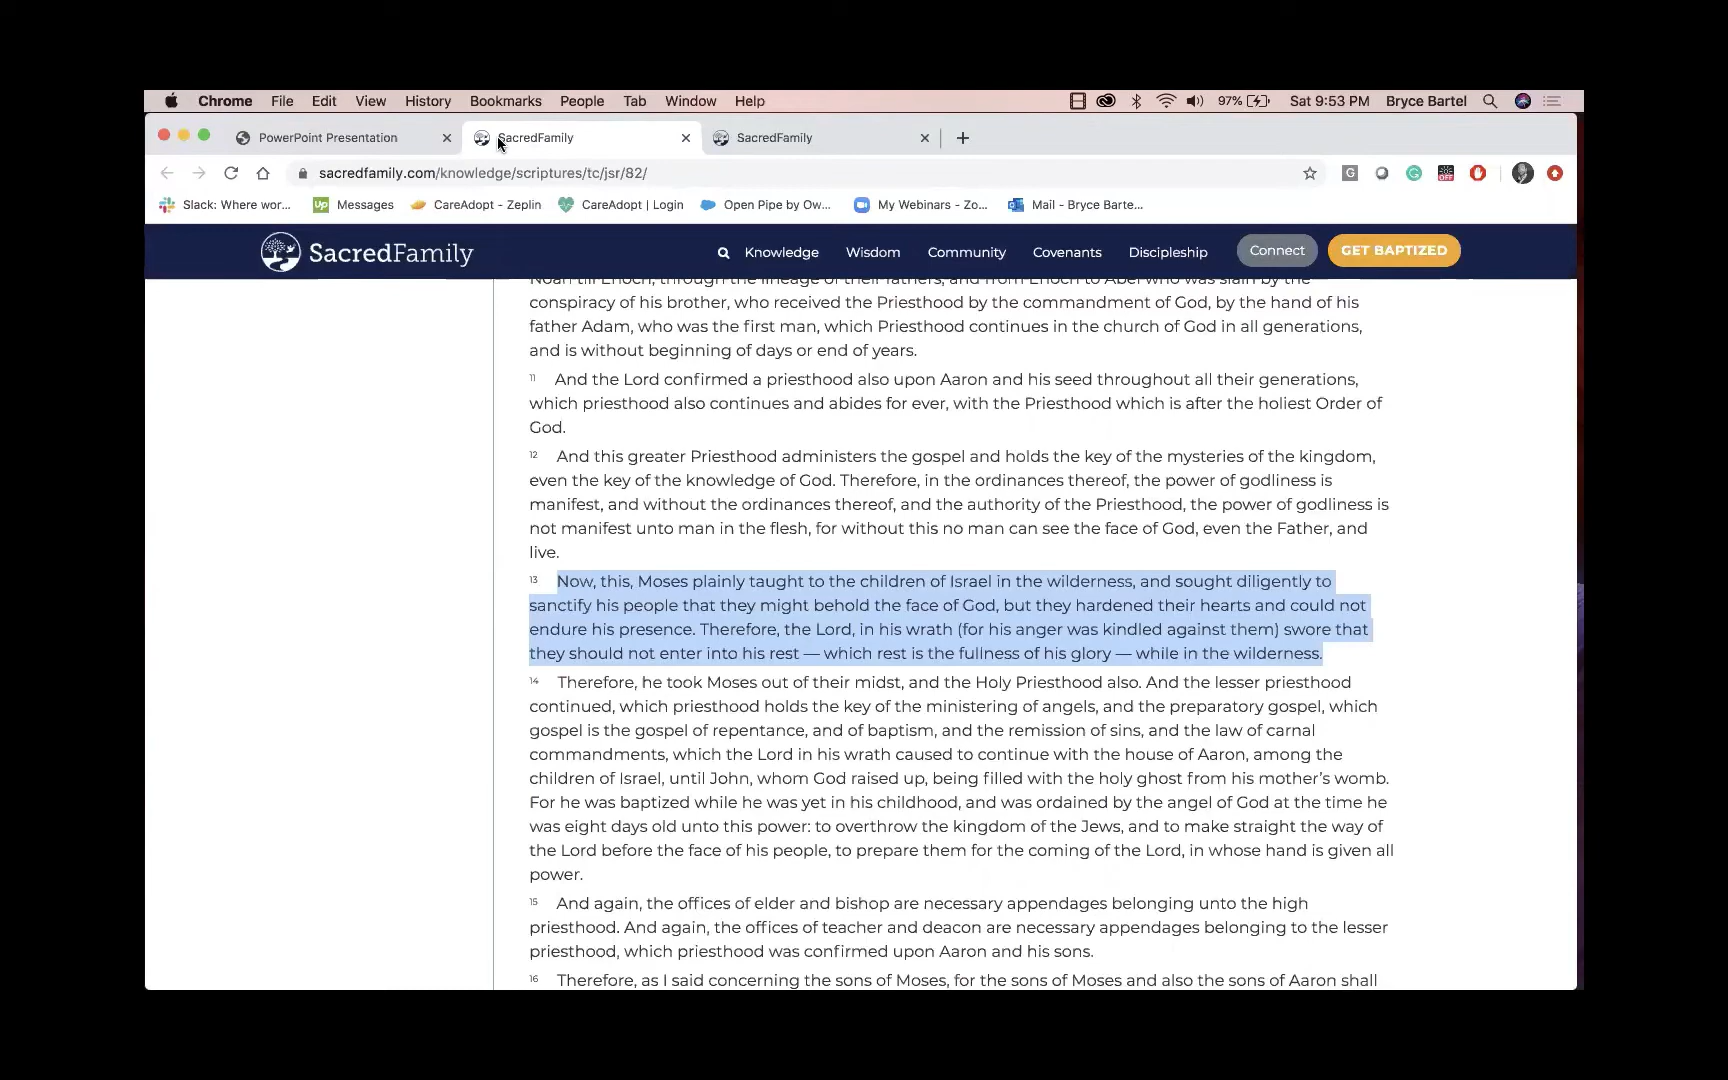 Chrome File Edit View History Bookmarks People Tab Window Help 97% Sat 9:53 PM Bryce Bartel
PowerPoint Presentation SacredFamily SacredFamily
sacredfamily.com/knowledge/scriptures/tc/jsr/82/
Slack: Where wor... Up Messages CareAdopt - Zeplin CareAdopt | Login Open Pipe by Ow... My Webinars - Zo... Mail - Bryce Barte...
SacredFamily Knowledge Wisdom Community Covenants Discipleship Connect GET BAPTIZED
Noah till Enoch, through the lineage of their fathers, and from Enoch to Abel who was slain by the
conspiracy of his brother, who received the Priesthood by the commandment of God, by the hand of his
father Adam, who was the first man, which Priesthood continues in the church of God in all generations,
and is without beginning of days or end of years.
11 And the Lord confirmed a priesthood also upon Aaron and his seed throughout all their generations,
which priesthood also continues and abides for ever, with the Priesthood which is after the holiest Order of
God.
12 And this greater Priesthood administers the gospel and holds the key of the mysteries of the kingdom,
even the key of the knowledge of God. Therefore, in the ordinances thereof, the power of godliness is
manifest, and without the ordinances thereof, and the authority of the Priesthood, the power of godliness is
not manifest unto man in the flesh, for without this no man can see the face of God, even the Father, and
live.
13 Now, this, Moses plainly taught to the children of Israel in the wilderness, and sought diligently to
sanctify his people that they might behold the face of God, but they hardened their hearts and could not
endure his presence. Therefore, the Lord, in his wrath (for his anger was kindled against them) swore that
they should not enter into his rest — which rest is the fullness of his glory — while in the wilderness.
14 Therefore, he took Moses out of their midst, and the Holy Priesthood also. And the lesser priesthood
continued, which priesthood holds the key of the ministering of angels, and the preparatory gospel, which
gospel is the gospel of repentance, and of baptism, and the remission of sins, and the law of carnal
commandments, which the Lord in his wrath caused to continue with the house of Aaron, among the
children of Israel, until John, whom God raised up, being filled with the holy ghost from his mother's womb.
For he was baptized while he was yet in his childhood, and was ordained by the angel of God at the time he
was eight days old unto this power: to overthrow the kingdom of the Jews, and to make straight the way of
the Lord before the face of his people, to prepare them for the coming of the Lord, in whose hand is given all
power.
15 And again, the offices of elder and bishop are necessary appendages belonging unto the high
priesthood. And again, the offices of teacher and deacon are necessary appendages belonging to the lesser
priesthood, which priesthood was confirmed upon Aaron and his sons.
16 Therefore, as I said concerning the sons of Moses, for the sons of Moses and also the sons of Aaron shall